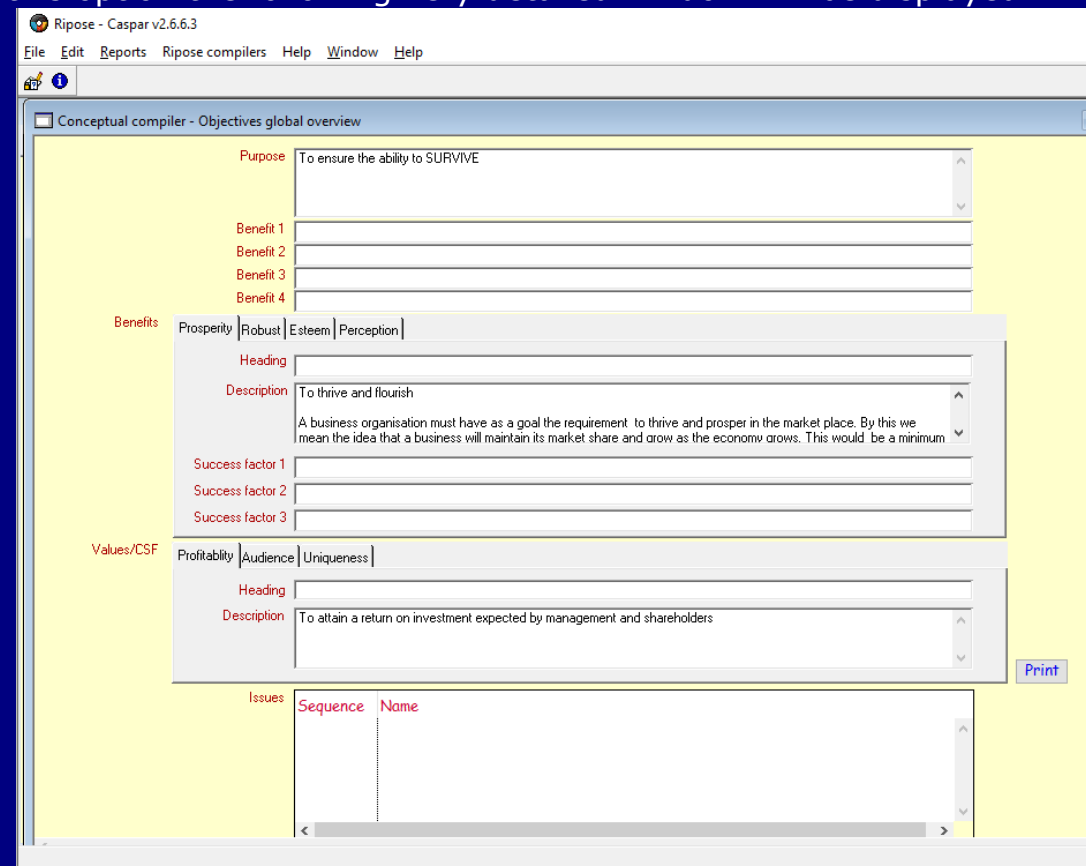 Ripose - Caspar v2.6.6.3
File Edit Reports Ripose compilers Help Window Help
Conceptual compiler - Objectives global overview
Purpose To ensure the ability to SURVIVE
Benefit 1
Benefit 2
Benefit 3
Benefit 4
Benefits Prosperity Robust Esteem Perception
Heading
Description To thrive and flourish
A business organisation must have as a goal the requirement to thrive and prosper in the market place. By this we
mean the idea that a business will maintain its market share and grow as the economy grows. This would be a minimum
Success factor 1
Success factor 2
Success factor 3
Values/CSF Profitablity Audience Uniqueness
Heading
Description To attain a return on investment expected by management and shareholders
Print
Issues Sequence Name